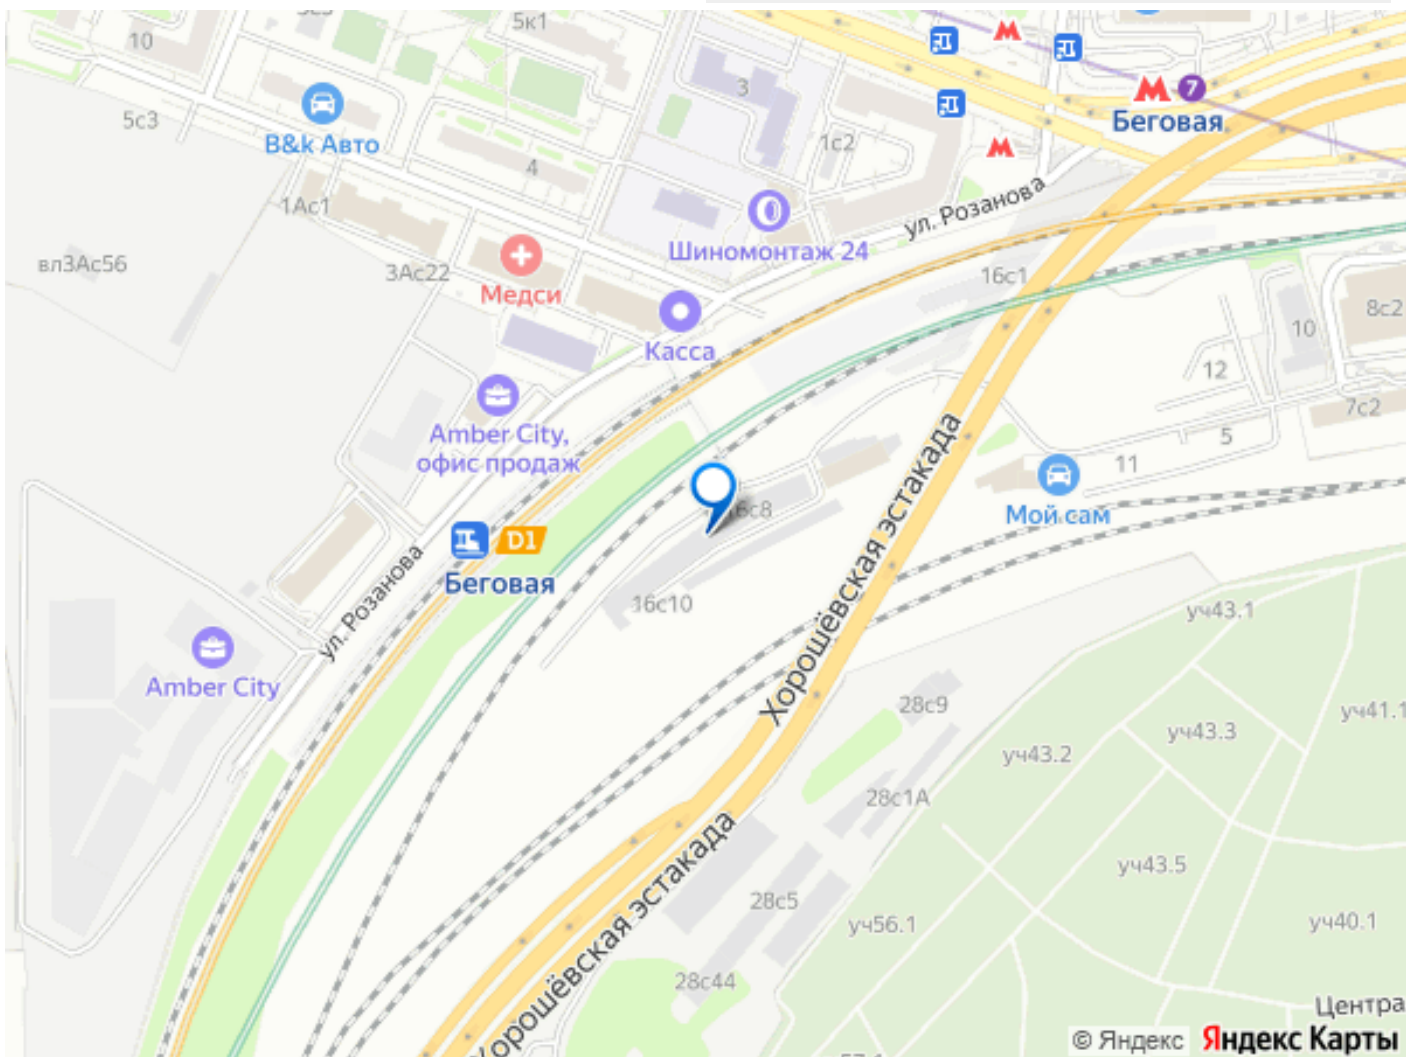 5к1
10
3
5с3
B&k Авто
1с2
7
Беговая
4
1Ас1
ул. Розанова
Шиномонтаж 24
вл3Ас56
3Ас22
Медси
16с1
8с2
10
Касса
12
7с2
5
Amber City,
офис продаж
11
16с8
Мой сам
D1
Беговая
Хорошёвская эстакада
ул. Розанова
16с10
уч43.1
Amber City
28с9
уч41.1
уч43.3
уч43.2
28с1А
Хорошёвская эстакада
уч43.5
28с5
уч56.1
уч40.1
28с44
Центра
© Яндекс Яндекс Карты